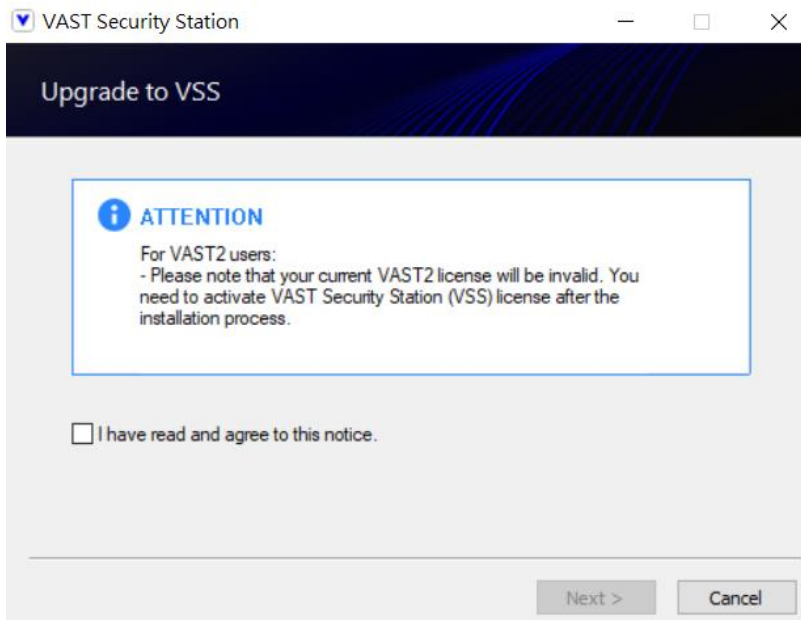 VAST Security Station
Upgrade to VSS
ATTENTION
For VAST2 users:
- Please note that your current VAST2 license will be invalid. You
need to activate VAST Security Station (VSS) license after the
installation process.
I have read and agree to this notice.
Next >
Cancel